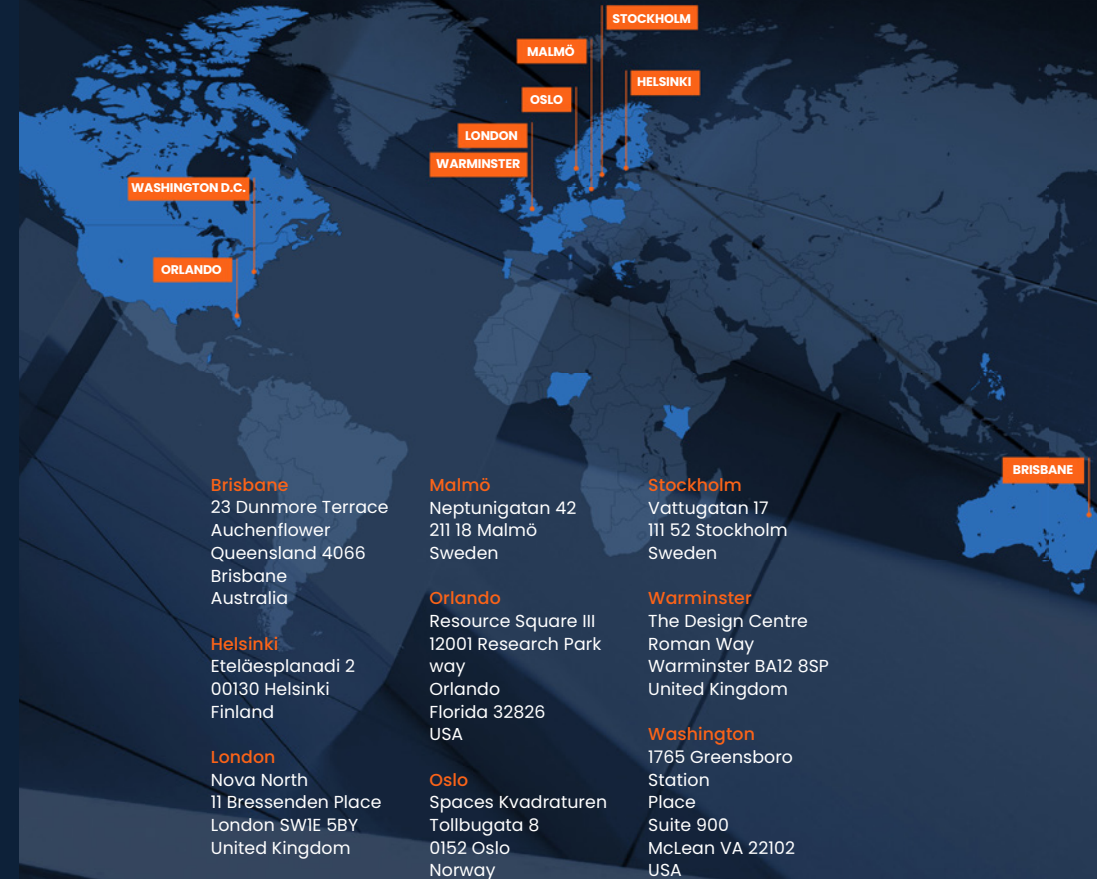 STOCKHOLM
MALMÖ
HELSINKI
OSLO
LONDON
WARMINSTER
WASHINGTON D.C.
ORLANDO
BRISBANE
Brisbane
23 Dunmore Terrace
Auchenflower
Queensland 4066
Brisbane
Australia
Helsinki
Eteläesplanadi 2
00130 Helsinki
Finland
London
Nova North
11 Bressenden Place
London SW1E 5BY
United Kingdom
Malmö
Neptunigatan 42
211 18 Malmö
Sweden
Orlando
Resource Square III
12001 Research Park
way
Orlando
Florida 32826
USA
Oslo
Spaces Kvadraturen
Tollbugata 8
0152 Oslo
Norway
Stockholm
Vattugatan 17
111 52 Stockholm
Sweden
Warminster
The Design Centre
Roman Way
Warminster BA12 8SP
United Kingdom
Washington
1765 Greensboro
Station
Place
Suite 900
McLean VA 22102
USA